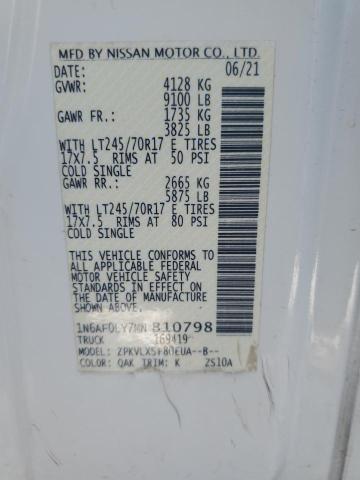 MFD BY NISSAN MOTOR CO., LTD.
DATE: 06/21
GVWR: 4128 KG
9100 LB
GAWR FR: 1735 KG
3825 LB
WITH LT245/70R17 E TIRES
17X7.5 RIMS AT 50 PSI
COLD SINGLE
GAWR RR: 2665 KG
5875 LB
WITH LT245/70R17 E TIRES
17X7.5 RIMS AT 80 PSI
COLD SINGLE
THIS VEHICLE CONFORMS TO
ALL APPLICABLE FEDERAL
MOTOR VEHICLE SAFETY
STANDARDS IN EFFECT ON
THE DATE OF MANUFACTURE
SHOWN ABOVE
1N6AF0LY7MN810798
TRUCK 169419
MODEL:
COLOR: QAK TRIM: K ZS10A